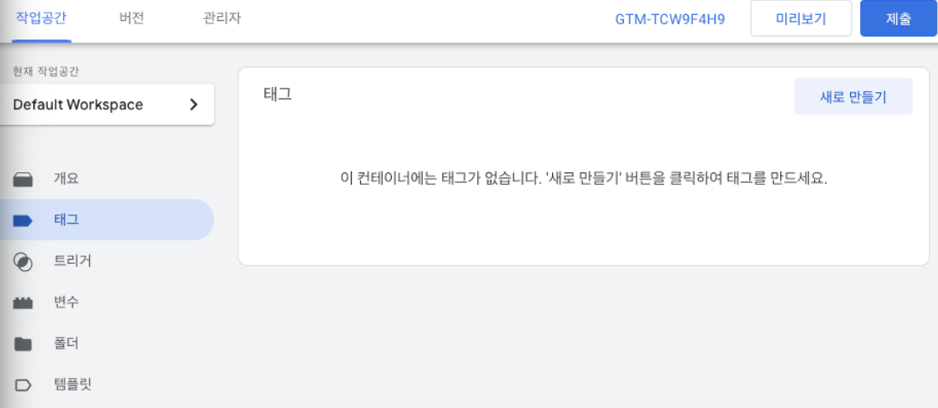 작업공간 버전 관리자 GTM-TCW9F4H9 미리보기 제출
현재 작업공간
Default Workspace
태그 새로 만들기
이 컨테이너에는 태그가 없습니다. '새로 만들기' 버튼을 클릭하여 태그를 만드세요.
개요
태그
트리거
변수
폴더
템플릿